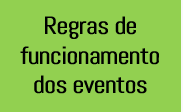 Regras de
funcionamento
dos eventos